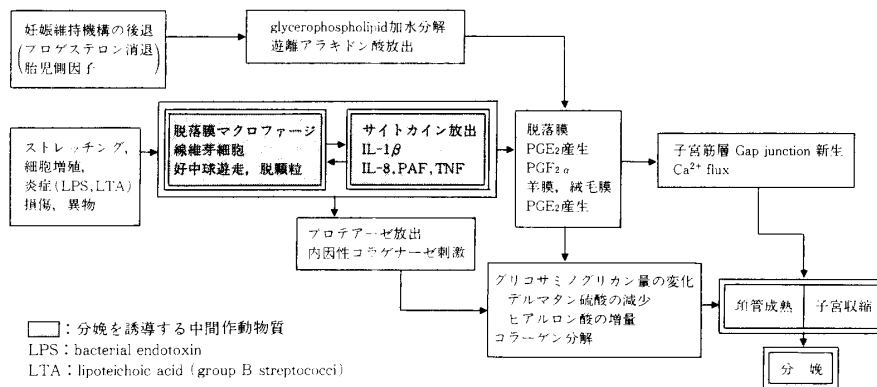 妊娠維持機構の後退
(プロゲステロン消退)
胎児側因子
glycerophospholipid加水分解
遊離アラキドン酸放出
ストレッチング,
細胞増殖,
炎症(LPS,LTA)
損傷,異物
脱落膜マクロファージ
線維芽細胞
好中球遊走,脱顆粒
サイトカイン放出
IL-1β
IL-8,PAF,TNF
脱落膜
PGE₂産生
PGF₂α
羊膜,絨毛膜
PGE₂産生
子宮筋層 Gap junction 新生
Ca²⁺ flux
プロテアーゼ放出
内因性コラゲナーゼ刺激
グリコサミノグリカン量の変化
デルマタン硫酸の減少
ヒアルロン酸の増量
コラーゲン分解
頚管成熟
子宮収縮
分 娩
:分娩を誘導する中間作動物質
LPS:bacterial endotoxin
LTA:lipoteichoic acid (group B streptococci)